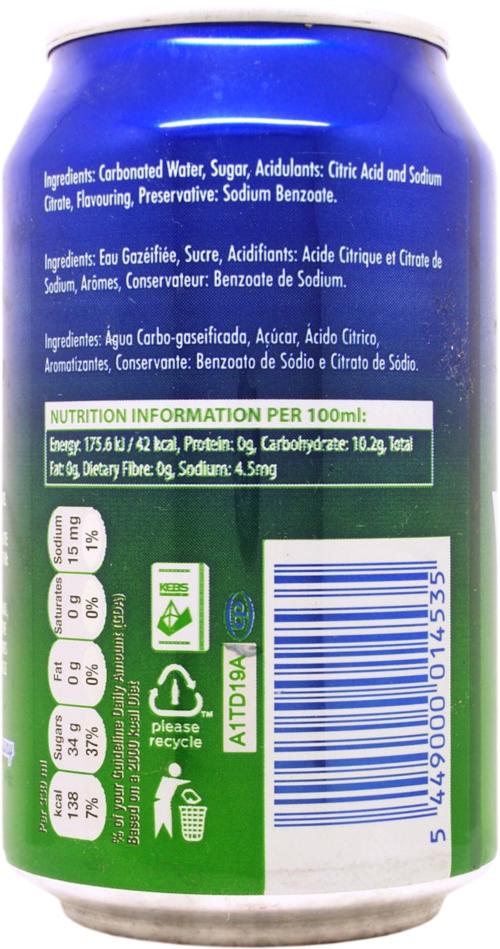 Ingredients: Carbonated Water, Sugar, Acidulants: Citric Acid and Sodium
Citrate, Flavouring, Preservative: Sodium Benzoate.
Ingredients: Eau Gazéifiée, Sucre, Acidifiants: Acide Citrique et Citrate de
Sodium, Arômes, Conservateur: Benzoate de Sodium.
Ingredientes: Água Carbo-gaseificada, Açúcar, Ácido Cítrico,
Aromatizantes, Conservante: Benzoato de Sódio e Citrato de Sódio.
NUTRITION INFORMATION PER 100ml:
Energy: 175.6 kJ / 42 kcal, Protein: 0g, Carbohydrate: 10.2g, Total
Fat: 0g, Dietary Fibre: 0g, Sodium: 4.5mg
Per 330 ml
kcal
138
7%
Sugars
34 g
37%
Fat
0 g
0%
Saturates
0 g
0%
Sodium
15 mg
1%
% of your Guideline Daily Amount (GDA)
Based on a 2000 kcal Diet
KEBS
please
recycle
TM
A1TD19A
5 449000 014535